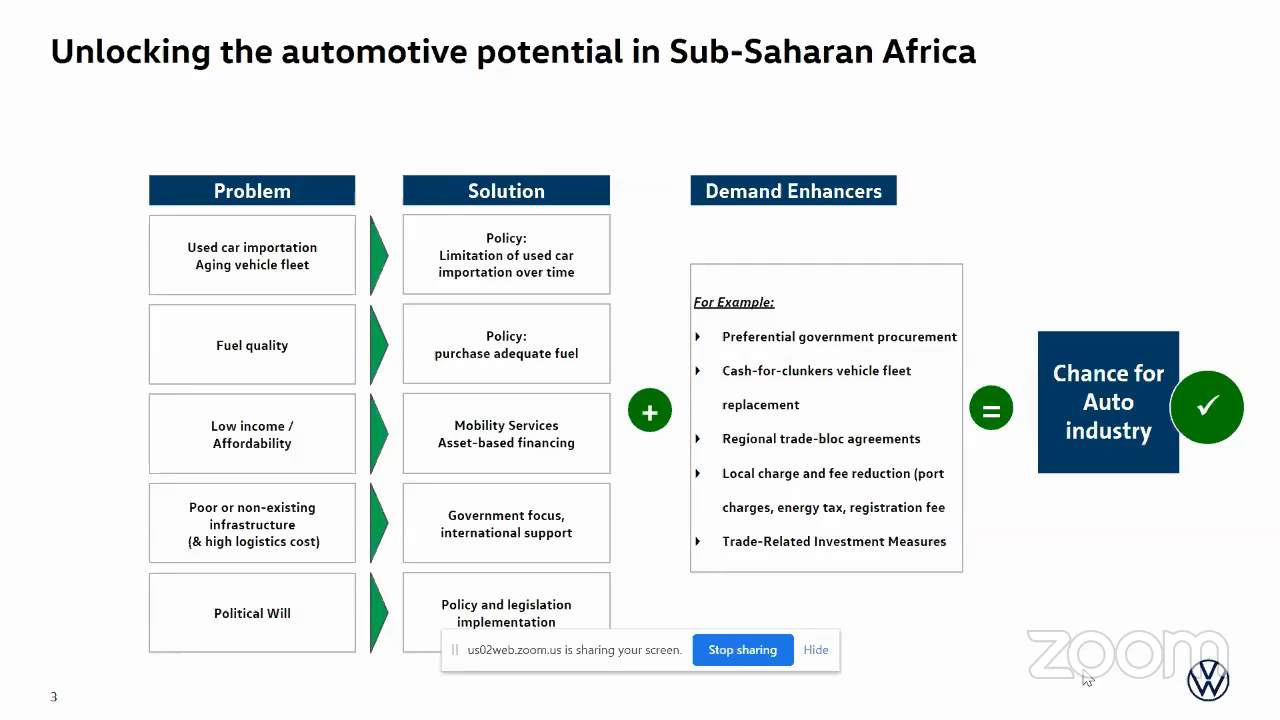 Unlocking the automotive potential in Sub-Saharan Africa
Problem
Used car importation
Aging vehicle fleet
Fuel quality
Low income /
Affordability
Poor or non-existing
infrastructure
(& high logistics cost)
Political Will
Solution
Policy:
Limitation of used car
importation over time
Policy:
purchase adequate fuel
Mobility Services
Asset-based financing
Government focus,
international support
Policy and legislation
implementation
+
Demand Enhancers
For Example:
Preferential government procurement
Cash-for-clunkers vehicle fleet
replacement
Regional trade-bloc agreements
Local charge and fee reduction (port
charges, energy tax, registration fee
Trade-Related Investment Measures
=
Chance for
Auto
industry
us02web.zoom.us is sharing your screen.
Stop sharing
Hide
zoom
3